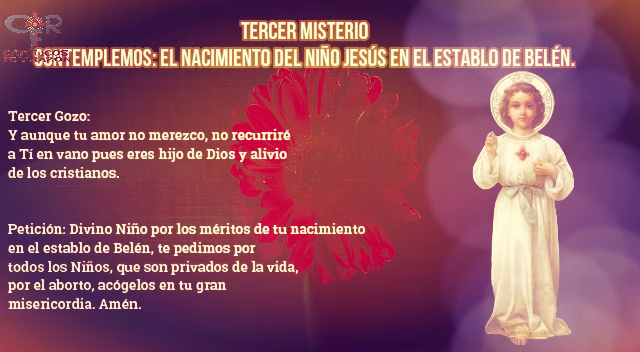 TERCER MISTERIO
CONTEMPLEMOS: EL NACIMIENTO DEL NIÑO JESÚS EN EL ESTABLO DE BELÉN.
Tercer Gozo:
Y aunque tu amor no merezco, no recurriré
a Tí en vano pues eres hijo de Dios y alivio
de los cristianos.
Petición: Divino Niño por los méritos de tu nacimiento
en el establo de Belén, te pedimos por
todos los Niños, que son privados de la vida,
por el aborto, acógelos en tu gran
misericordia. Amén.